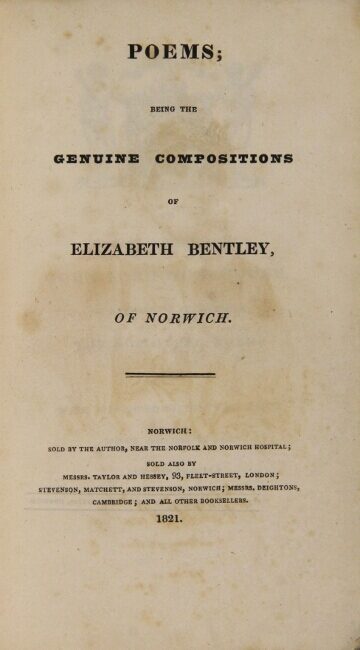 POEMS;
BEING THE
GENUINE COMPOSITIONS
OF
ELIZABETH BENTLEY,
OF NORWICH.
NORWICH:
SOLD BY THE AUTHOR, NEAR THE NORFOLK AND NORWICH HOSPITAL;
SOLD ALSO BY
MESSRS. TAYLOR AND HESSEY, 93, FLEET-STREET, LONDON;
STEVENSON, MATCHETT, AND STEVENSON, NORWICH; MESSRS. DEIGHTONS,
CAMBRIDGE; AND ALL OTHER BOOKSELLERS.
1821.